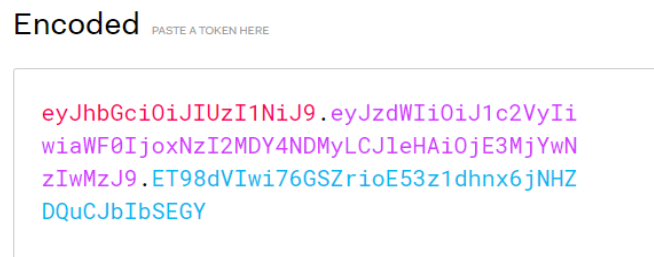 Encoded PASTE A TOKEN HERE
eyJhbGciOiJIUzI1NiJ9.eyJzdWIiOiJ1c2VyIi
wiaWF0IjoxNzI2MDY4NDMyLCJleHAiOjE3MjYwN
zIwMzJ9.ET98dVIwi76GSZrioE53z1dhnx6jNHZ
DQuCJbIbSEGY